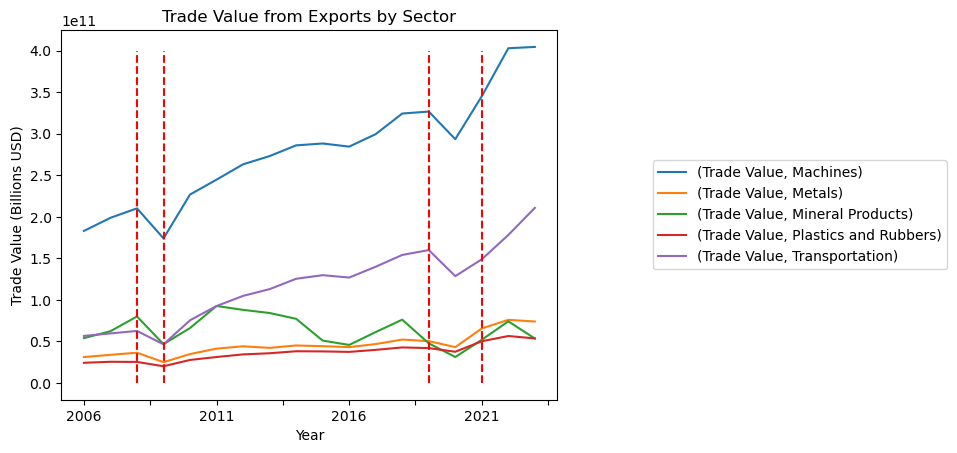 Trade Value from Exports by Sector
1e11
4.0
3.5
3.0
2.5
2.0
1.5
1.0
0.5
0.0
Trade Value (Billions USD)
2006
2011
2016
2021
Year
(Trade Value, Machines)
(Trade Value, Metals)
(Trade Value, Mineral Products)
(Trade Value, Plastics and Rubbers)
(Trade Value, Transportation)